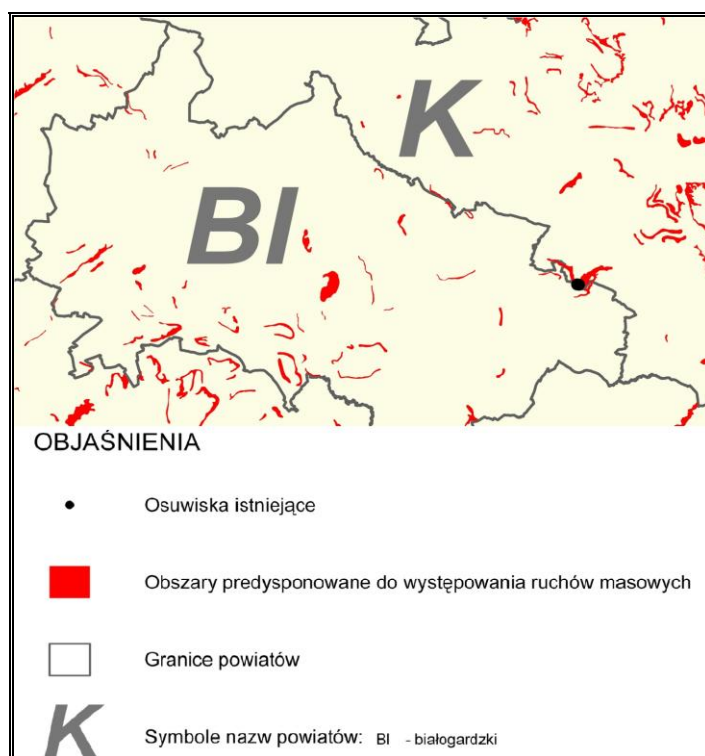 K
BI
OBJAŚNIENIA
Osuwiska istniejące
Obszary predysponowane do występowania ruchów masowych
Granice powiatów
K Symbole nazw powiatów: BI - białogardzki